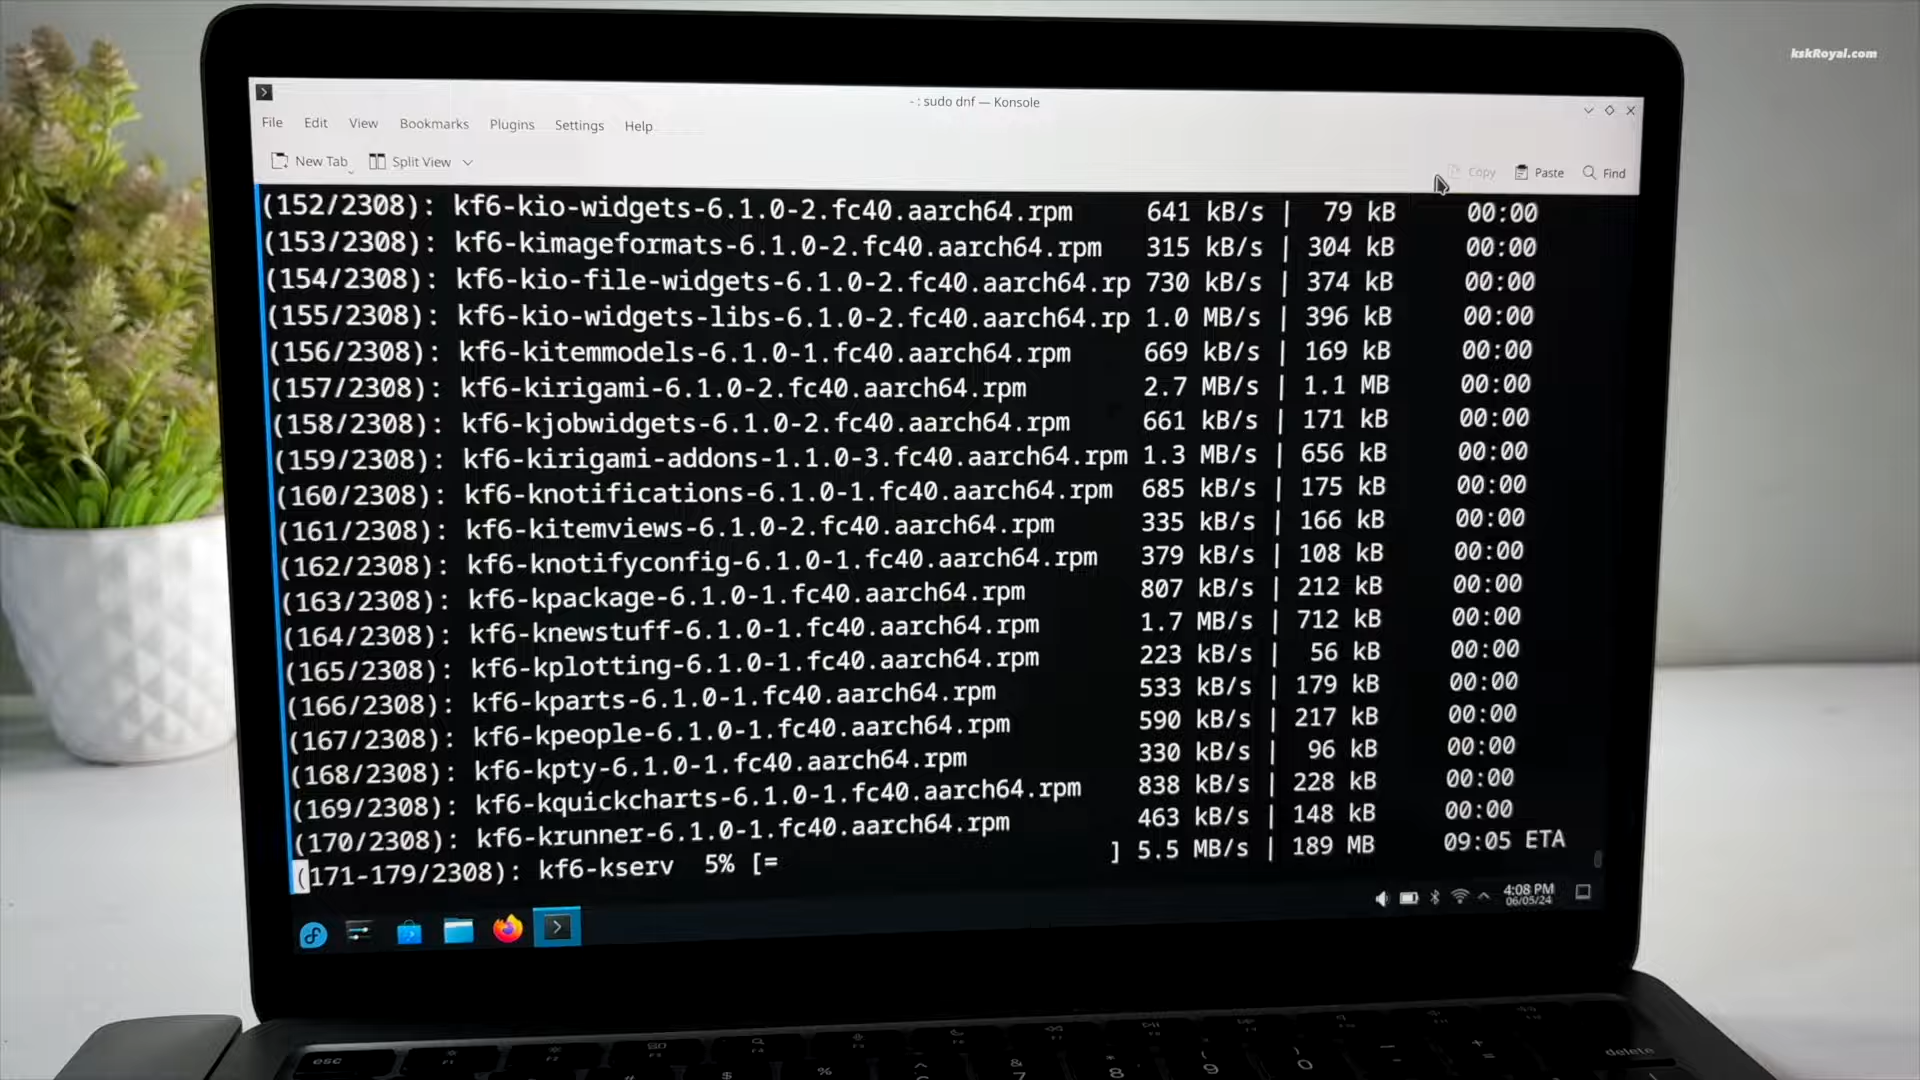 kskRoyal.com
- : sudo dnf — Konsole
File Edit View Bookmarks Plugins Settings Help
New Tab Split View Copy Paste Find
(152/2308): kf6-kio-widgets-6.1.0-2.fc40.aarch64.rpm 641 kB/s | 79 kB 00:00
(153/2308): kf6-kimageformats-6.1.0-2.fc40.aarch64.rpm 315 kB/s | 304 kB 00:00
(154/2308): kf6-kio-file-widgets-6.1.0-2.fc40.aarch64.rp 730 kB/s | 374 kB 00:00
(155/2308): kf6-kio-widgets-libs-6.1.0-2.fc40.aarch64.rp 1.0 MB/s | 396 kB 00:00
(156/2308): kf6-kitemmodels-6.1.0-1.fc40.aarch64.rpm 669 kB/s | 169 kB 00:00
(157/2308): kf6-kirigami-6.1.0-2.fc40.aarch64.rpm 2.7 MB/s | 1.1 MB 00:00
(158/2308): kf6-kjobwidgets-6.1.0-2.fc40.aarch64.rpm 661 kB/s | 171 kB 00:00
(159/2308): kf6-kirigami-addons-1.1.0-3.fc40.aarch64.rpm 1.3 MB/s | 656 kB 00:00
(160/2308): kf6-knotifications-6.1.0-1.fc40.aarch64.rpm 685 kB/s | 175 kB 00:00
(161/2308): kf6-kitemviews-6.1.0-2.fc40.aarch64.rpm 335 kB/s | 166 kB 00:00
(162/2308): kf6-knotifyconfig-6.1.0-1.fc40.aarch64.rpm 379 kB/s | 108 kB 00:00
(163/2308): kf6-kpackage-6.1.0-1.fc40.aarch64.rpm 807 kB/s | 212 kB 00:00
(164/2308): kf6-knewstuff-6.1.0-1.fc40.aarch64.rpm 1.7 MB/s | 712 kB 00:00
(165/2308): kf6-kplotting-6.1.0-1.fc40.aarch64.rpm 223 kB/s | 56 kB 00:00
(166/2308): kf6-kparts-6.1.0-1.fc40.aarch64.rpm 533 kB/s | 179 kB 00:00
(167/2308): kf6-kpeople-6.1.0-1.fc40.aarch64.rpm 590 kB/s | 217 kB 00:00
(168/2308): kf6-kpty-6.1.0-1.fc40.aarch64.rpm 330 kB/s | 96 kB 00:00
(169/2308): kf6-kquickcharts-6.1.0-1.fc40.aarch64.rpm 838 kB/s | 228 kB 00:00
(170/2308): kf6-krunner-6.1.0-1.fc40.aarch64.rpm 463 kB/s | 148 kB 00:00
(171-179/2308): kf6-kserv 5% [= ] 5.5 MB/s | 189 MB 09:05 ETA
4:08 PM
06/05/24
esc
delete
# % ^ & 7 * 8 ( 9 ) 0